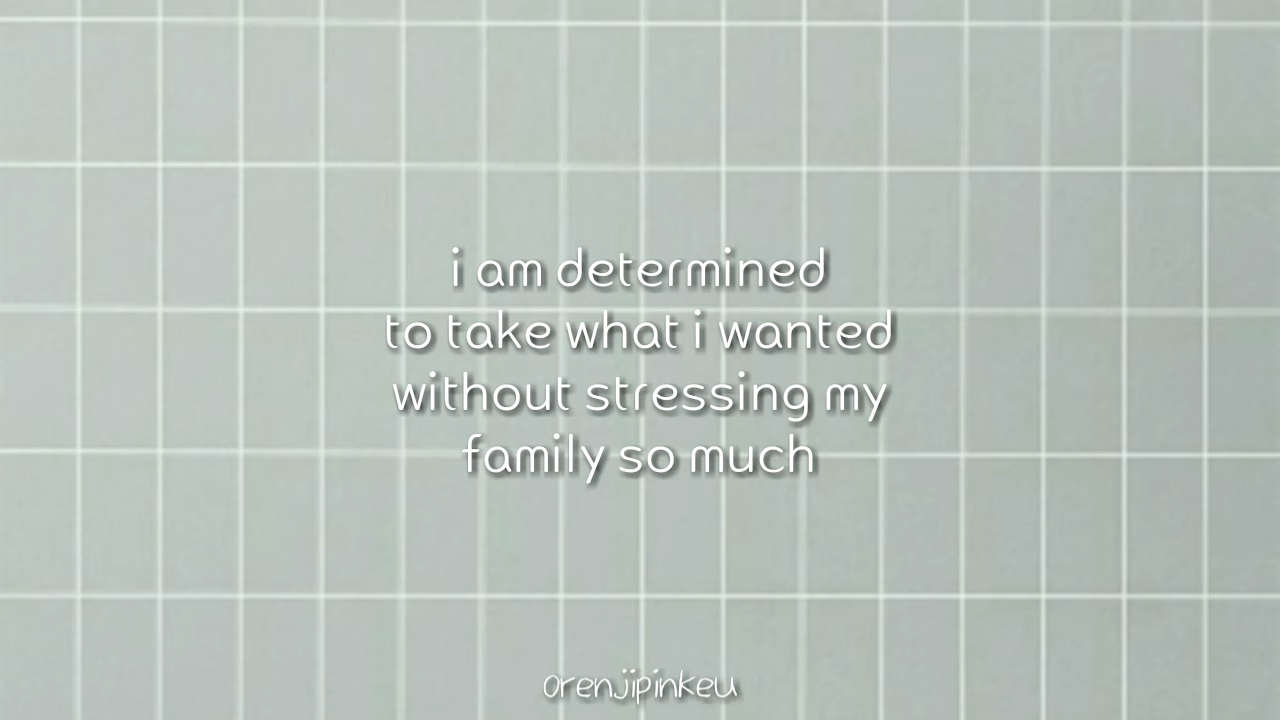 i am determined
to take what i wanted
without stressing my
family so much
orenjipinkeu